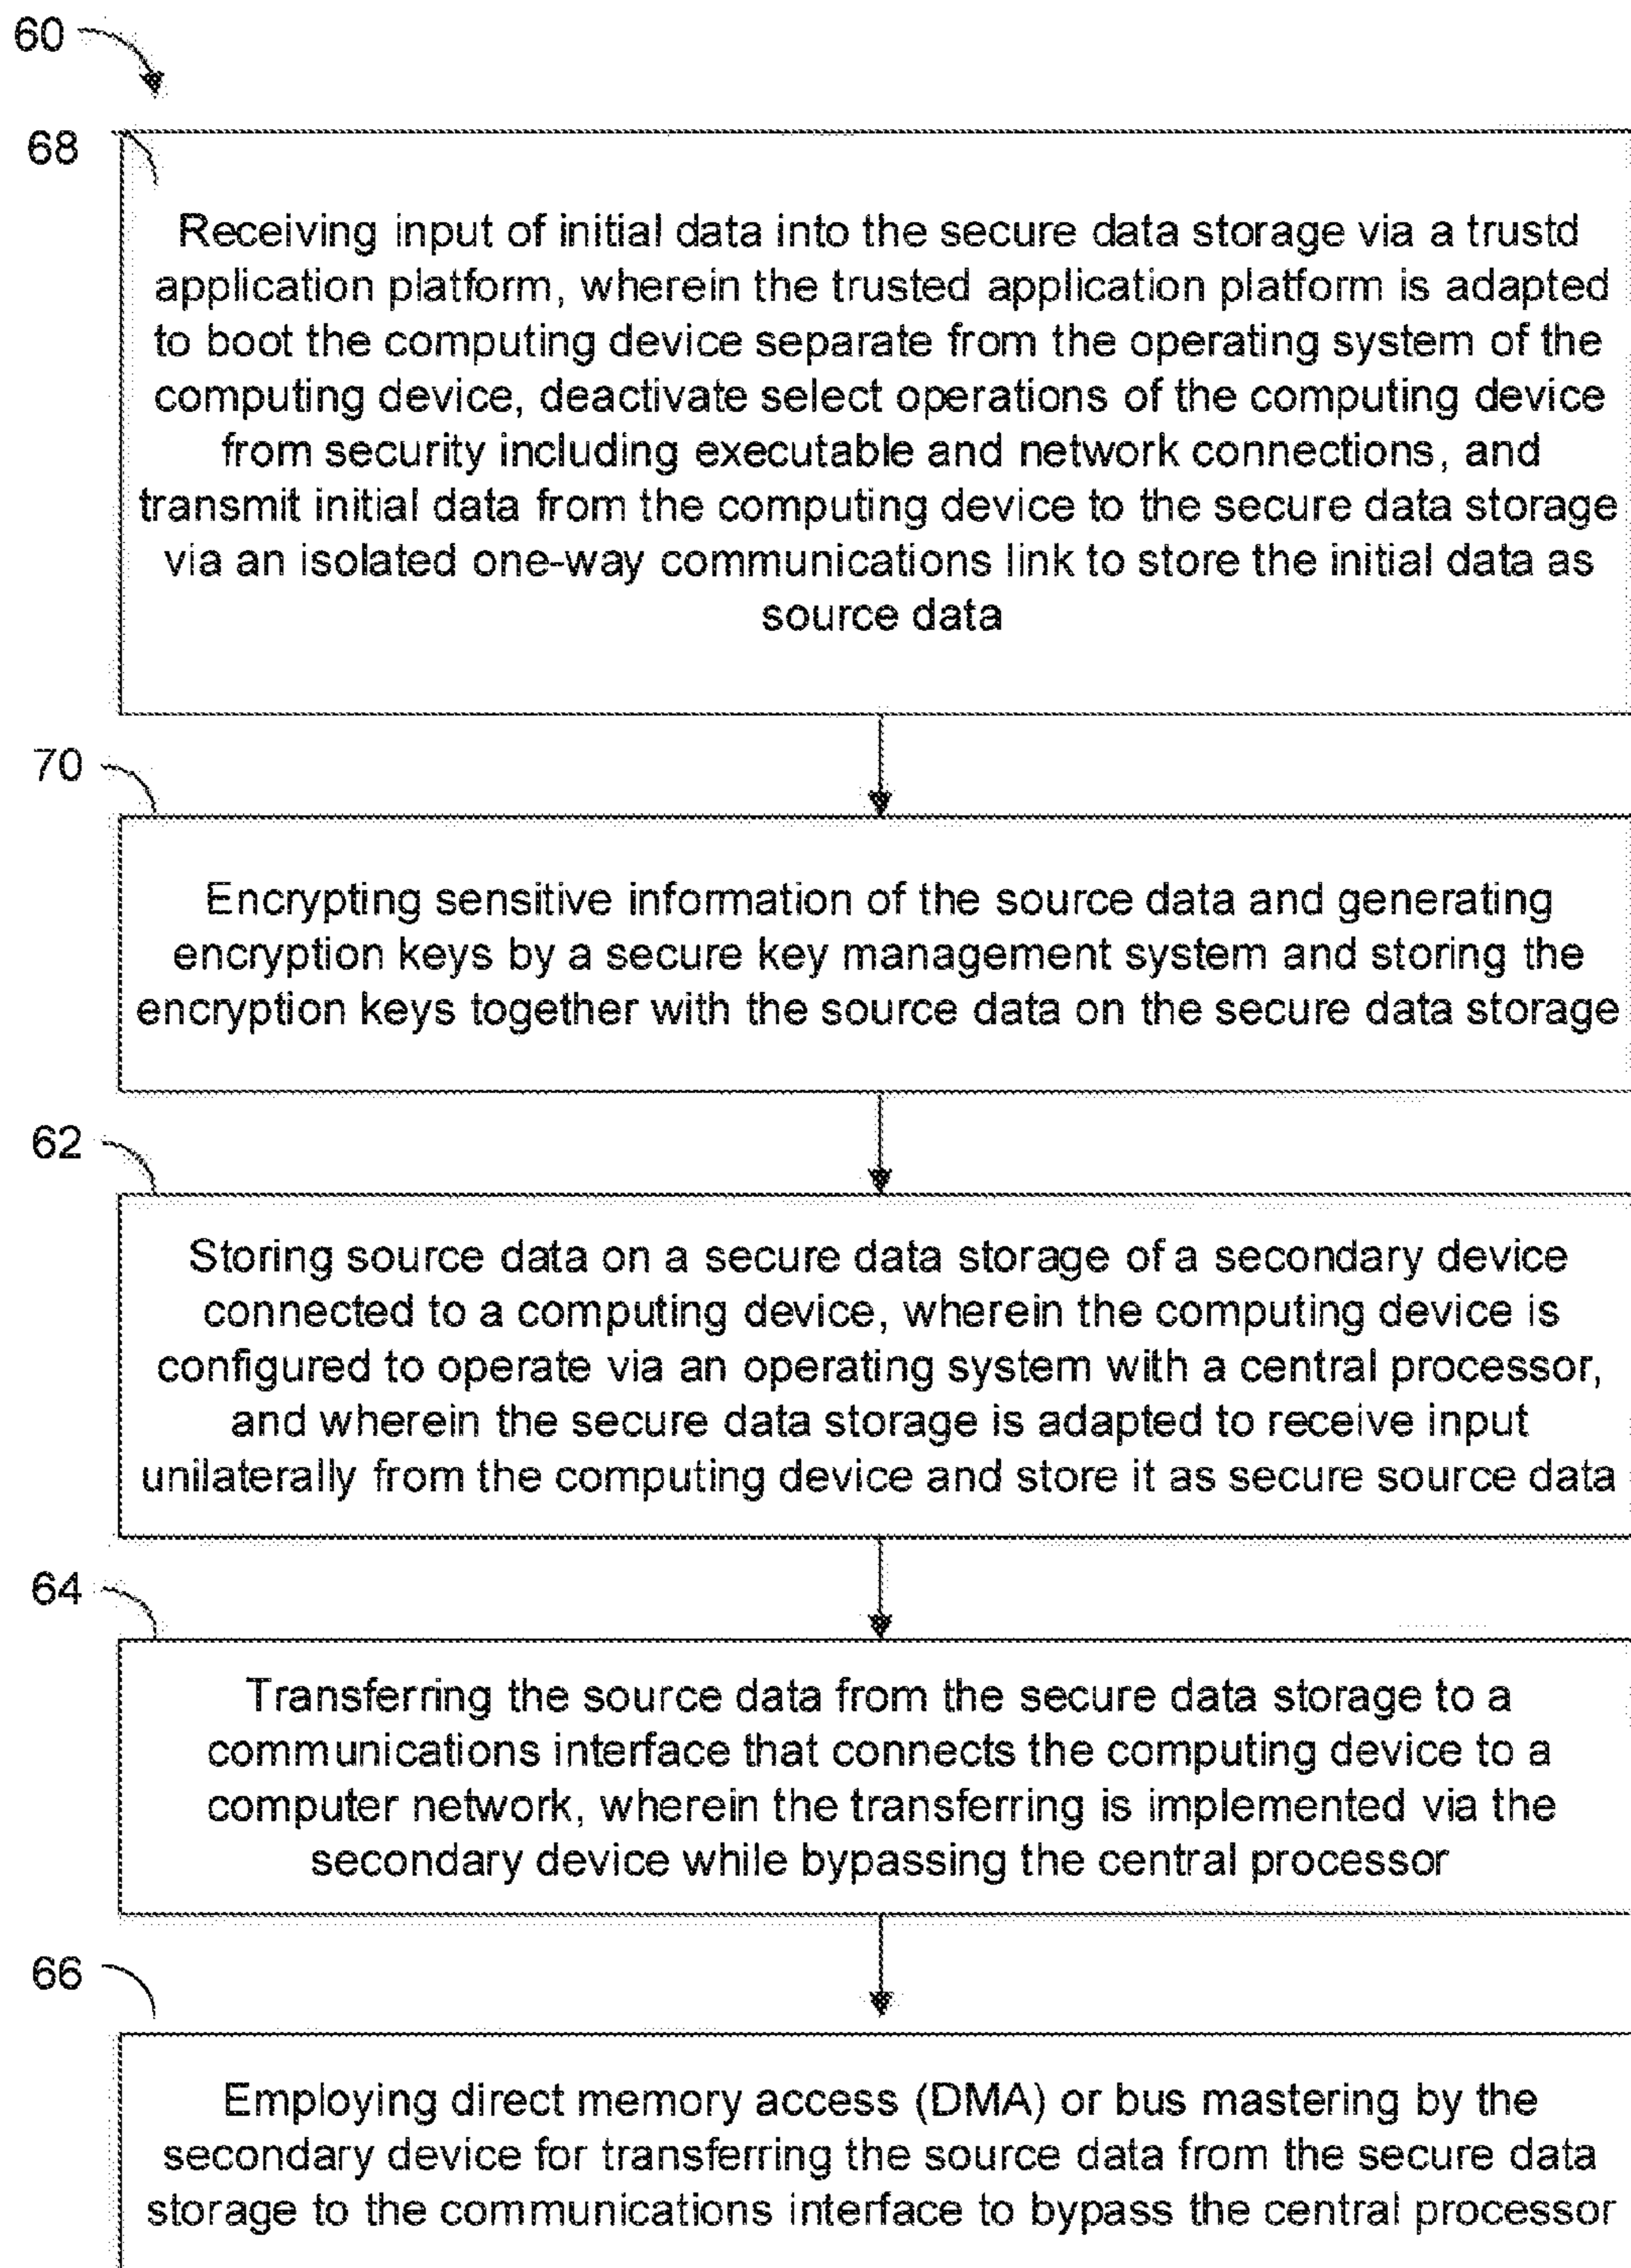 60
68
Receiving input of initial data into the secure data storage via a trustd
application platform, wherein the trusted application platform is adapted
to boot the computing device separate from the operating system of the
computing device, deactivate select operations of the computing device
from security including executable and network connections, and
transmit initial data from the computing device to the secure data storage
via an isolated one-way communications link to store the initial data as
source data
70
Encrypting sensitive information of the source data and generating
encryption keys by a secure key management system and storing the
encryption keys together with the source data on the secure data storage
62
Storing source data on a secure data storage of a secondary device
connected to a computing device, wherein the computing device is
configured to operate via an operating system with a central processor,
and wherein the secure data storage is adapted to receive input
unilaterally from the computing device and store it as secure source data
64
Transferring the source data from the secure data storage to a
communications interface that connects the computing device to a
computer network, wherein the transferring is implemented via the
secondary device while bypassing the central processor
66
Employing direct memory access (DMA) or bus mastering by the
secondary device for transferring the source data from the secure data
storage to the communications interface to bypass the central processor